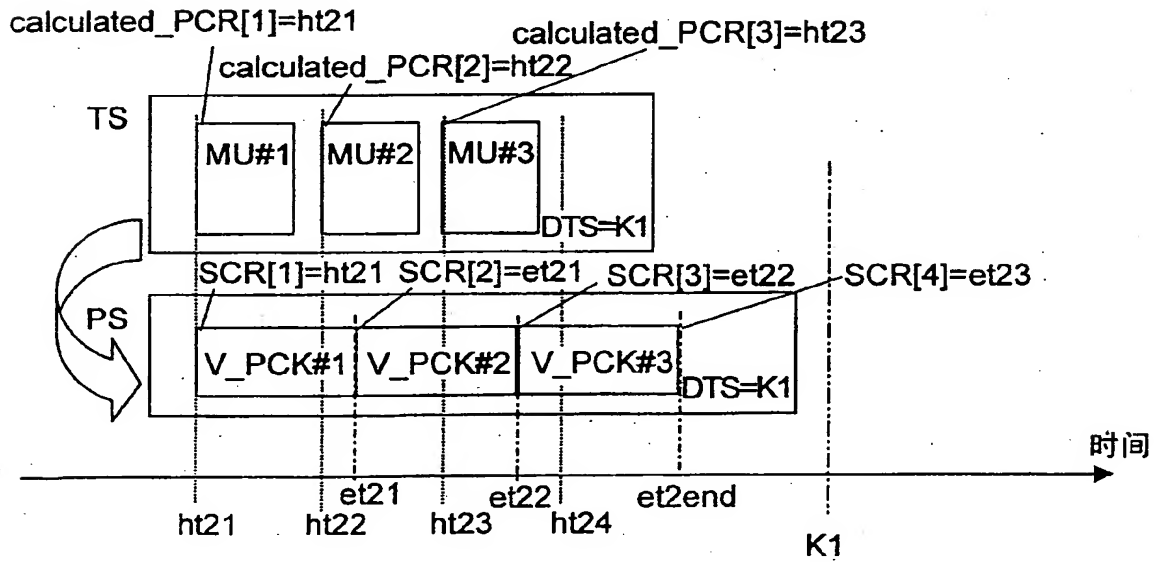 calculated_PCR[1]=ht21
calculated_PCR[3]=ht23
calculated_PCR[2]=ht22
TS
MU#1 MU#2 MU#3
DTS=K1
SCR[1]=ht21 SCR[2]=et21 SCR[3]=et22 SCR[4]=et23
PS
V_PCK#1 V_PCK#2 V_PCK#3
DTS=K1
时间
et21 et22 et2end
ht21 ht22 ht23 ht24
K1